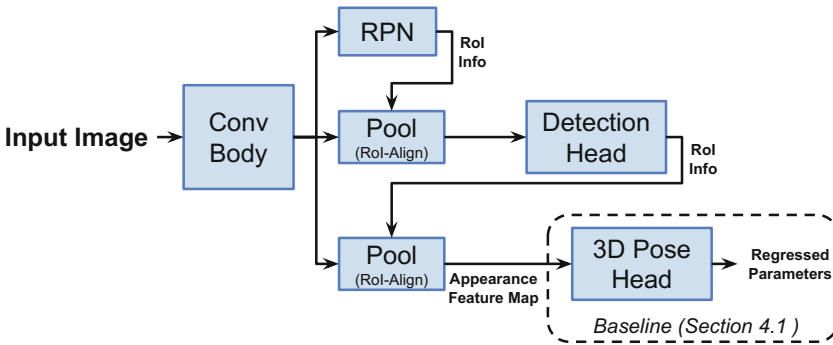 RPN
RoI
Info
Input Image
Conv
Body
Pool
(RoI-Align)
Detection
Head
RoI
Info
Pool
(RoI-Align)
Appearance
Feature Map
3D Pose
Head
Regressed
Parameters
Baseline (Section 4.1 )